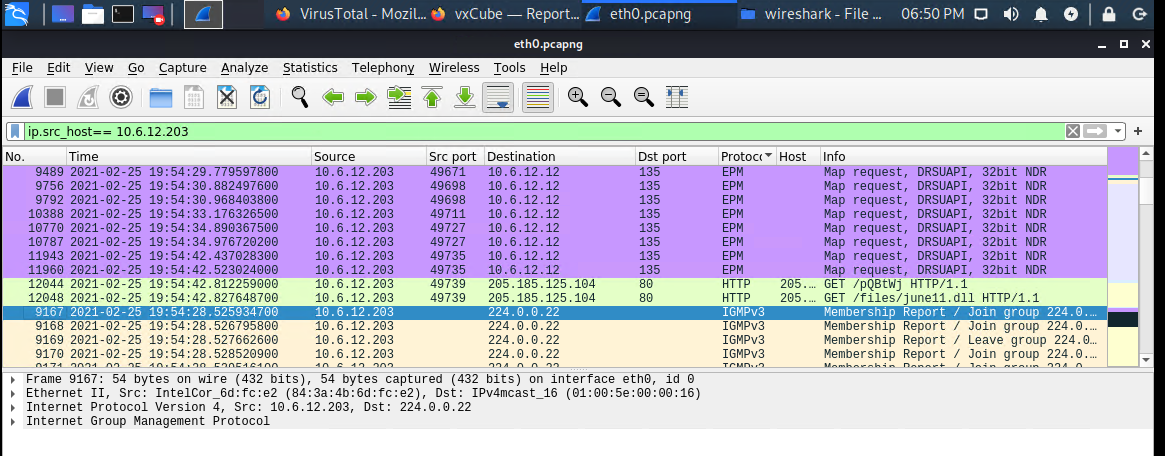 VirusTotal - Mozil... vxCube — Report... eth0.pcapng wireshark - File ... 06:50 PM
eth0.pcapng
File Edit View Go Capture Analyze Statistics Telephony Wireless Tools Help
ip.src_host== 10.6.12.203
No. Time Source Src port Destination Dst port Protoc Host Info
9489 2021-02-25 19:54:29.779597800 10.6.12.203 49671 10.6.12.12 135 EPM Map request, DRSUAPI, 32bit NDR
9756 2021-02-25 19:54:30.882497600 10.6.12.203 49698 10.6.12.12 135 EPM Map request, DRSUAPI, 32bit NDR
9792 2021-02-25 19:54:30.968403800 10.6.12.203 49698 10.6.12.12 135 EPM Map request, DRSUAPI, 32bit NDR
10388 2021-02-25 19:54:33.176326500 10.6.12.203 49711 10.6.12.12 135 EPM Map request, DRSUAPI, 32bit NDR
10770 2021-02-25 19:54:34.890367500 10.6.12.203 49727 10.6.12.12 135 EPM Map request, DRSUAPI, 32bit NDR
10787 2021-02-25 19:54:34.976720200 10.6.12.203 49727 10.6.12.12 135 EPM Map request, DRSUAPI, 32bit NDR
11943 2021-02-25 19:54:42.437028300 10.6.12.203 49735 10.6.12.12 135 EPM Map request, DRSUAPI, 32bit NDR
11960 2021-02-25 19:54:42.523024000 10.6.12.203 49735 10.6.12.12 135 EPM Map request, DRSUAPI, 32bit NDR
12044 2021-02-25 19:54:42.812259000 10.6.12.203 49739 205.185.125.104 80 HTTP 205.… GET /pQBtWj HTTP/1.1
12048 2021-02-25 19:54:42.827648700 10.6.12.203 49739 205.185.125.104 80 HTTP 205.… GET /files/june11.dll HTTP/1.1
9167 2021-02-25 19:54:28.525934700 10.6.12.203 224.0.0.22 IGMPv3 Membership Report / Join group 224.0.…
9168 2021-02-25 19:54:28.526795800 10.6.12.203 224.0.0.22 IGMPv3 Membership Report / Join group 224.0.…
9169 2021-02-25 19:54:28.527662600 10.6.12.203 224.0.0.22 IGMPv3 Membership Report / Leave group 224.0…
9170 2021-02-25 19:54:28.528520900 10.6.12.203 224.0.0.22 IGMPv3 Membership Report / Join group 224.0.…
Frame 9167: 54 bytes on wire (432 bits), 54 bytes captured (432 bits) on interface eth0, id 0
Ethernet II, Src: IntelCor_6d:fc:e2 (84:3a:4b:6d:fc:e2), Dst: IPv4mcast_16 (01:00:5e:00:00:16)
Internet Protocol Version 4, Src: 10.6.12.203, Dst: 224.0.0.22
Internet Group Management Protocol